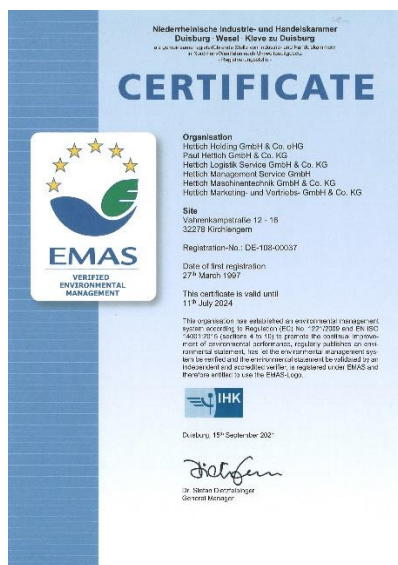 Niederrheinische Industrie- und Handelskammer
Duisburg · Wesel · Kleve zu Duisburg
CERTIFICATE
Organisation
Hettich Holding GmbH & Co. oHG
Paul Hettich GmbH & Co. KG
Hettich Logistik Service GmbH & Co. KG
Hettich Management Service GmbH
Hettich Maschinentechnik GmbH & Co. KG
Hettich Marketing- und Vertriebs- GmbH & Co. KG
Site
Vahrenkampstraße 12 - 16
32278 Kirchlengern
Registration-No.: DE-108-00037
Date of first registration
27th March 1997
This certificate is valid until
11th July 2024
This organisation has established an environmental management
system according to Regulation (EC) No. 1221/2009 and EN ISO
14001:2015 (sections 4 to 10) to promote the continual improve-
ment of environmental performance, regularly publishes an envi-
ronmental statement, has let the environmental management sys-
tem be verified and the environmental statement be validated by an
independent and accredited verifier, is registered under EMAS and
therefore entitled to use the EMAS-Logo.
EMAS
VERIFIED
ENVIRONMENTAL
MANAGEMENT
IHK
Duisburg, 15th September 2021
Dr. Stefan Dietzfelbinger
General Manager